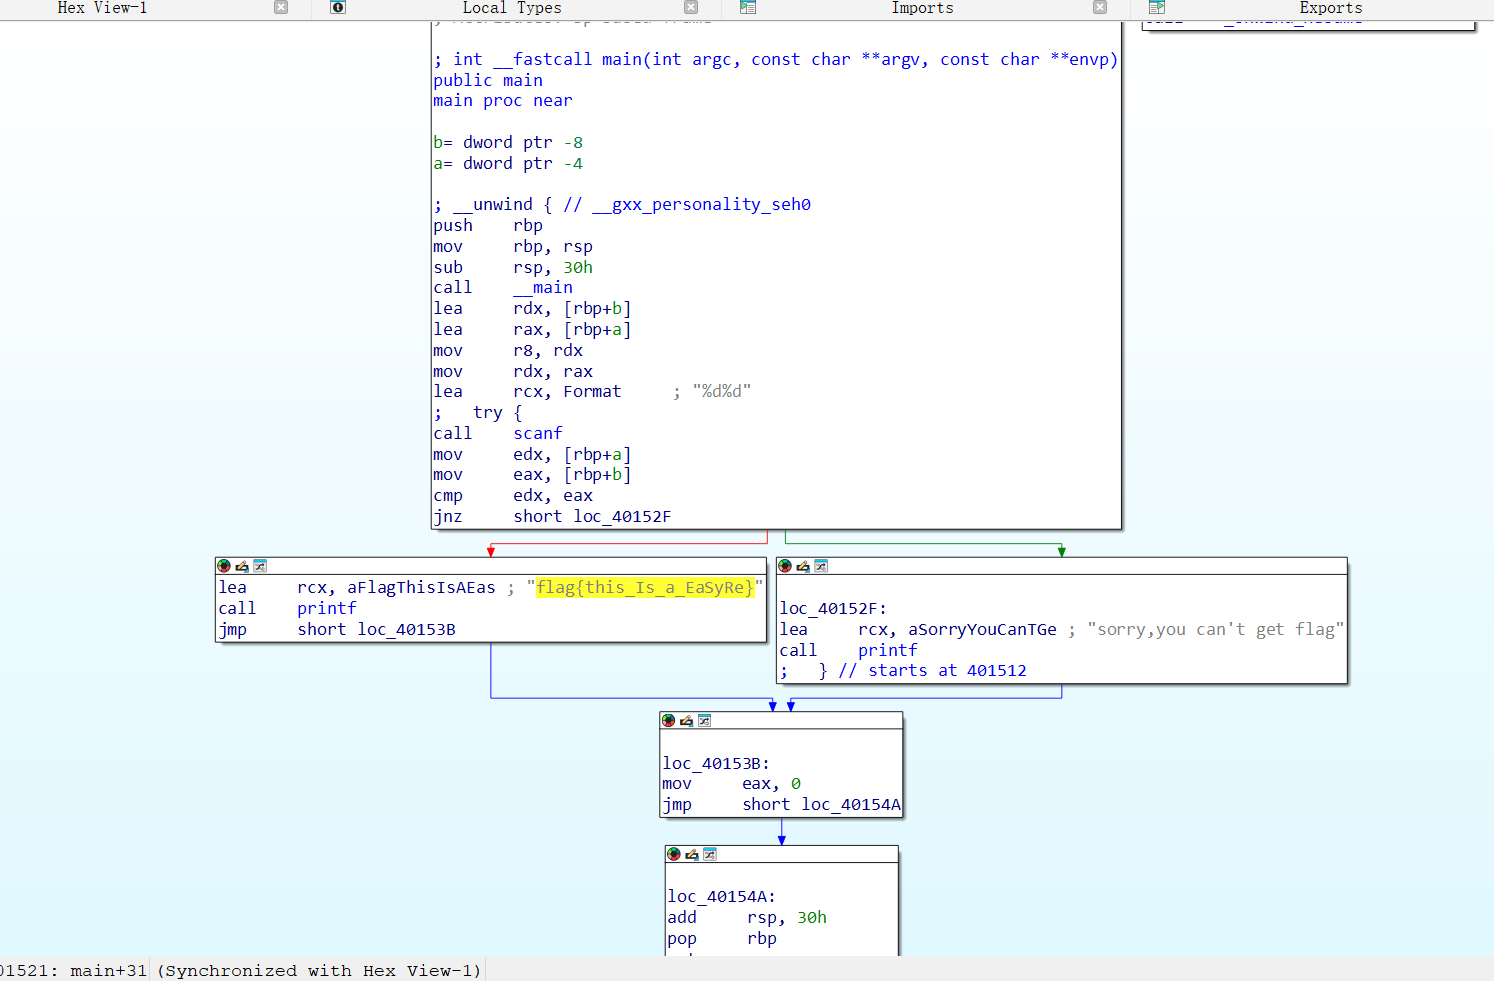 Hex View-1 Local Types Imports Exports
; int __fastcall main(int argc, const char **argv, const char **envp)
public main
main proc near
b= dword ptr -8
a= dword ptr -4
; __unwind { // __gxx_personality_seh0
push rbp
mov rbp, rsp
sub rsp, 30h
call __main
lea rdx, [rbp+b]
lea rax, [rbp+a]
mov r8, rdx
mov rdx, rax
lea rcx, Format ; "%d%d"
; try {
call scanf
mov edx, [rbp+a]
mov eax, [rbp+b]
cmp edx, eax
jnz short loc_40152F
lea rcx, aFlagThisIsAEas ; "flag{this_Is_a_EaSyRe}"
call printf
jmp short loc_40153B
loc_40152F:
lea rcx, aSorryYouCanTGe ; "sorry,you can't get flag"
call printf
; } // starts at 401512
loc_40153B:
mov eax, 0
jmp short loc_40154A
loc_40154A:
add rsp, 30h
pop rbp
01521: main+31 (Synchronized with Hex View-1)